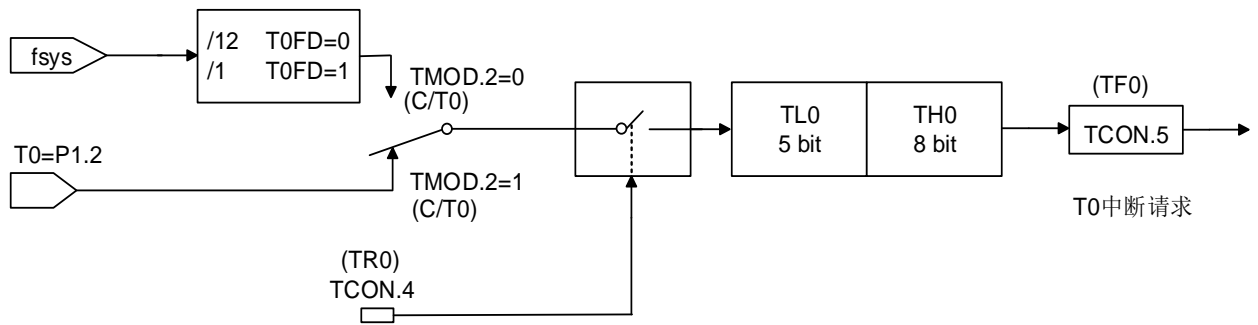 fsys
/12 T0FD=0
/1 T0FD=1
TMOD.2=0
(C/T0)
T0=P1.2
TMOD.2=1
(C/T0)
(TR0)
TCON.4
TL0
5 bit
TH0
8 bit
(TF0)
TCON.5
T0中断请求